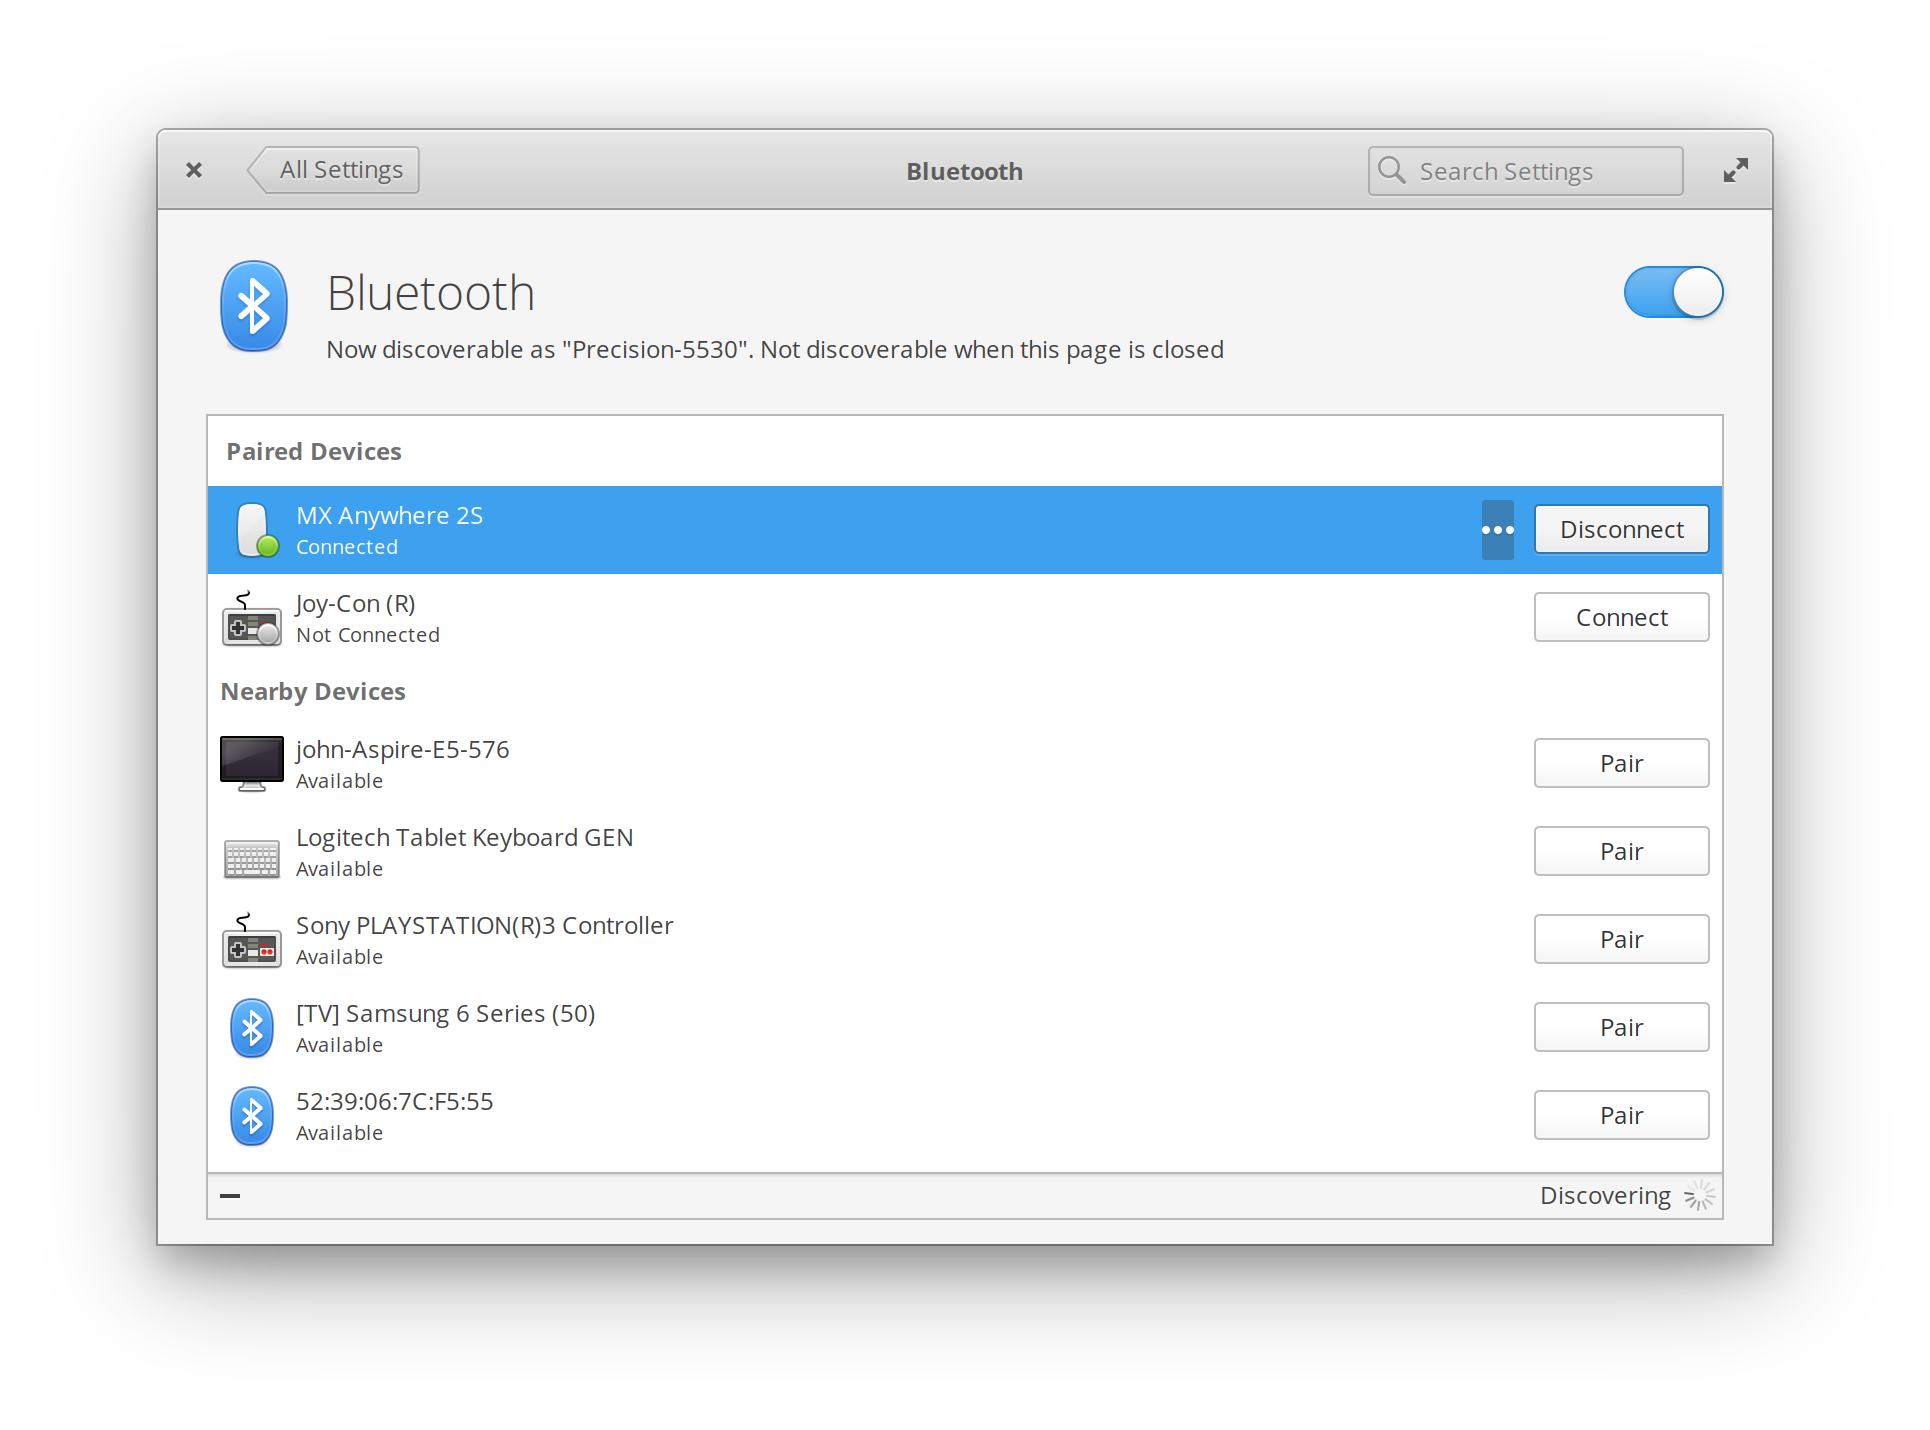 All Settings
Bluetooth
Search Settings
Bluetooth
Now discoverable as "Precision-5530". Not discoverable when this page is closed
Paired Devices
MX Anywhere 2S
Connected
Disconnect
Joy-Con (R)
Not Connected
Connect
Nearby Devices
john-Aspire-E5-576
Available
Pair
Logitech Tablet Keyboard GEN
Available
Pair
Sony PLAYSTATION(R)3 Controller
Available
Pair
[TV] Samsung 6 Series (50)
Available
Pair
52:39:06:7C:F5:55
Available
Pair
Discovering